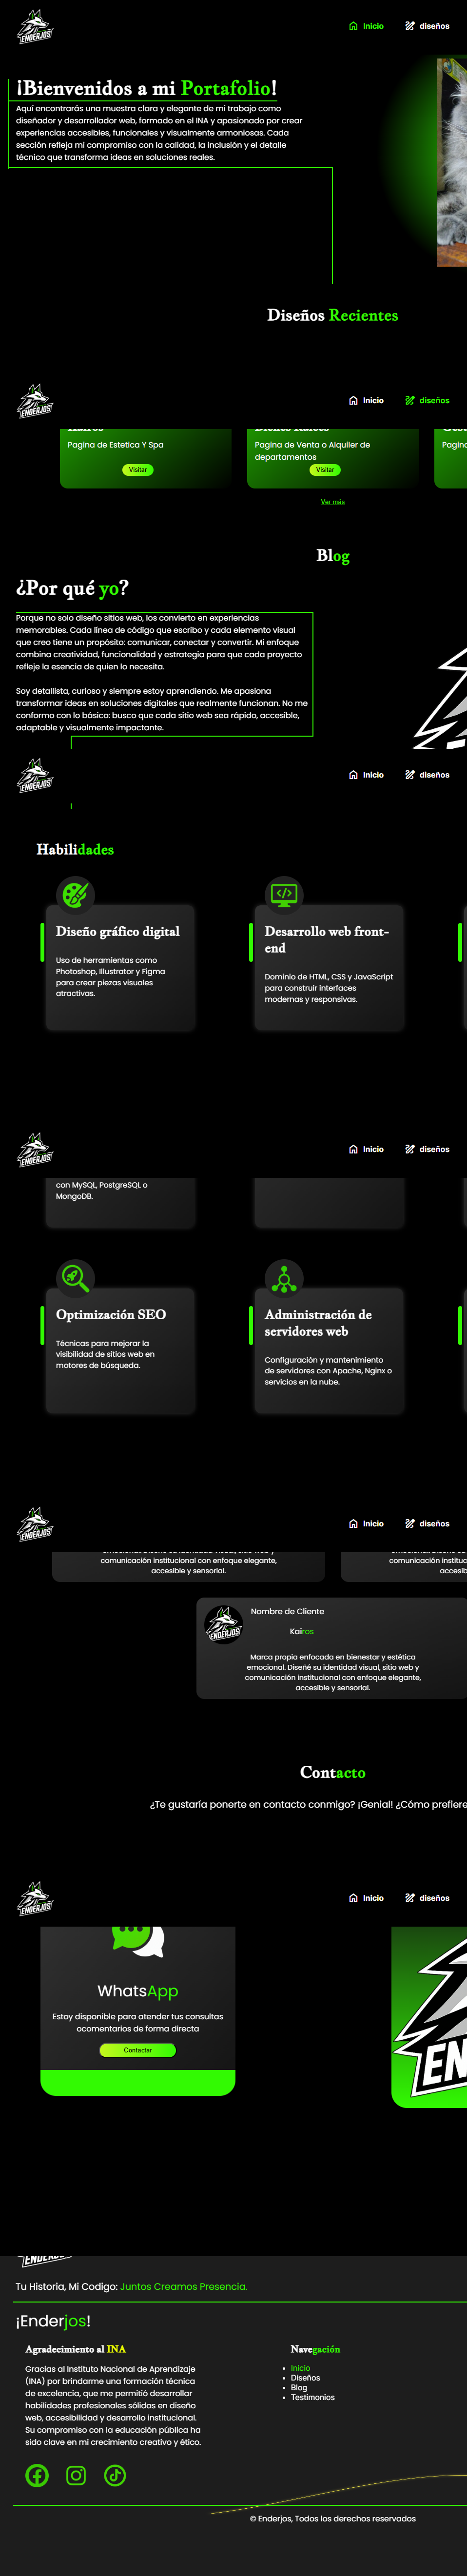 ENDERJOS!
Inicio
diseños
¡Bienvenidos a mi Portafolio!
Aquí encontrarás una muestra clara y elegante de mi trabajo como
diseñador y desarrollador web, formado en el INA y apasionado por crear
experiencias accesibles, funcionales y visualmente armoniosas. Cada
sección refleja mi compromiso con la calidad, la inclusión y el detalle
técnico que transforma ideas en soluciones reales.
Diseños Recientes
ENDERJOS!
Inicio
diseños
Pagina de Estetica Y Spa
Visitar
Pagina de Venta o Alquiler de
departamentos
Visitar
Ver más
Blog
¿Por qué yo?
Porque no solo diseño sitios web, los convierto en experiencias
memorables. Cada línea de código que escribo y cada elemento visual
que creo tiene un propósito: comunicar, conectar y convertir. Mi enfoque
combina creatividad, funcionalidad y estrategia para que cada proyecto
refleje la esencia de quien lo necesita.
Soy detallista, curioso y siempre estoy aprendiendo. Me apasiona
transformar ideas en soluciones digitales que realmente funcionan. No me
conformo con lo básico: busco que cada sitio web sea rápido, accesible,
adaptable y visualmente impactante.
ENDERJOS!
Inicio
diseños
Habilidades
Diseño gráfico digital
Uso de herramientas como
Photoshop, Illustrator y Figma
para crear piezas visuales
atractivas.
Desarrollo web front-
end
Dominio de HTML, CSS y JavaScript
para construir interfaces
modernas y responsivas.
ENDERJOS!
Inicio
diseños
con MySQL, PostgreSQL o
MongoDB.
Optimización SEO
Técnicas para mejorar la
visibilidad de sitios web en
motores de búsqueda.
Administración de
servidores web
Configuración y mantenimiento
de servidores con Apache, Nginx o
servicios en la nube.
ENDERJOS!
Inicio
diseños
comunicación institucional con enfoque elegante,
accesible y sensorial.
comunicación
Nombre de Cliente
Kairos
Marca propia enfocada en bienestar y estética
emocional. Diseñé su identidad visual, sitio web y
comunicación institucional con enfoque elegante,
accesible y sensorial.
Contacto
¿Te gustaría ponerte en contacto conmigo? ¡Genial! ¿Cómo prefiere
ENDERJOS!
Inicio
diseños
WhatsApp
Estoy disponible para atender tus consultas
ocomentarios de forma directa
Contactar
Tu Historia, Mi Codigo: Juntos Creamos Presencia.
¡Enderjos!
Agradecimiento al INA
Gracias al Instituto Nacional de Aprendizaje
(INA) por brindarme una formación técnica
de excelencia, que me permitió desarrollar
habilidades profesionales sólidas en diseño
web, accesibilidad y desarrollo institucional.
Su compromiso con la educación pública ha
sido clave en mi crecimiento creativo y ético.
Navegación
Inicio
Diseños
Blog
Testimonios
© Enderjos, Todos los derechos reservados